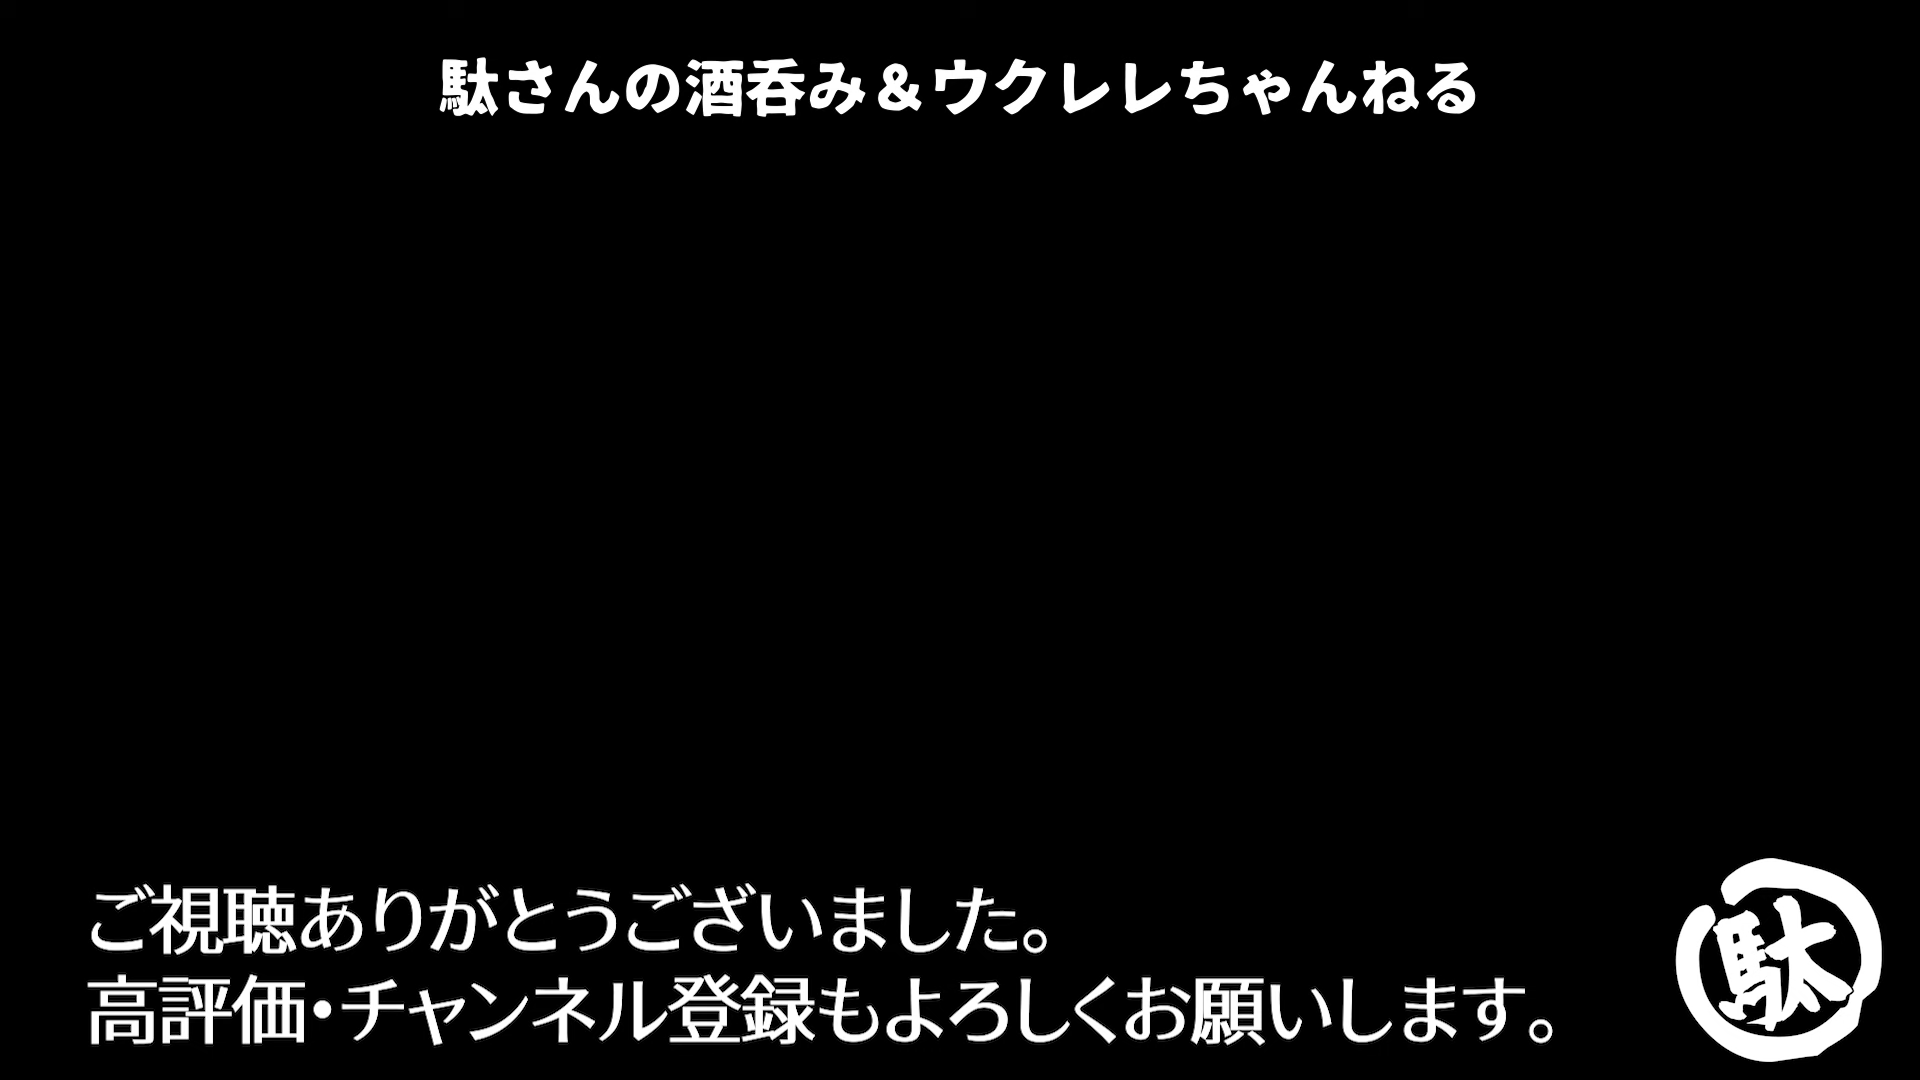 駄さんの酒呑み＆ウクレレちゃんねる
ご視聴ありがとうございました。
高評価・チャンネル登録もよろしくお願いします。
駄